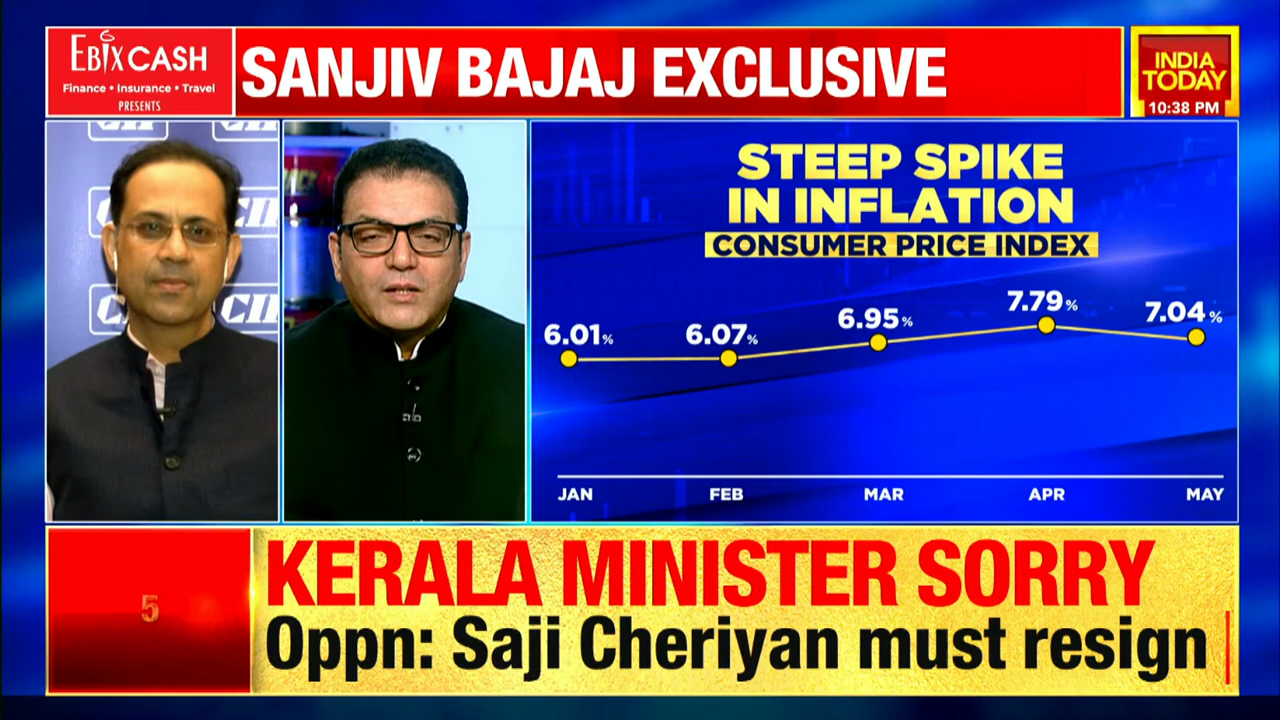 EBIXCASH
Finance • Insurance • Travel
PRESENTS
SANJIV BAJAJ EXCLUSIVE
INDIA
TODAY
10:38 PM
CII
STEEP SPIKE
IN INFLATION
CONSUMER PRICE INDEX
6.01%
6.07%
6.95%
7.79%
7.04%
JAN
FEB
MAR
APR
MAY
5
KERALA MINISTER SORRY
Oppn: Saji Cheriyan must resign